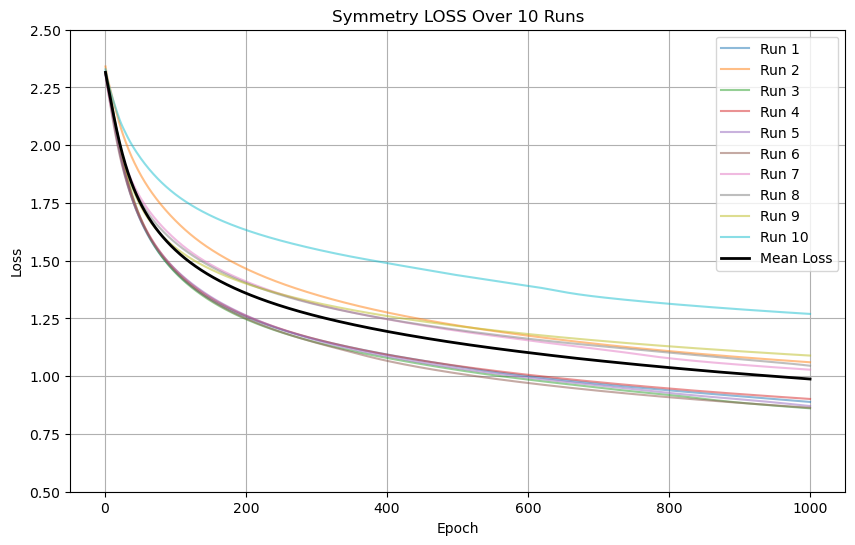 Symmetry LOSS Over 10 Runs
2.50
2.25
2.00
1.75
1.50
1.25
1.00
0.75
0.50
Loss
0
200
400
600
800
1000
Epoch
Run 1
Run 2
Run 3
Run 4
Run 5
Run 6
Run 7
Run 8
Run 9
Run 10
Mean Loss